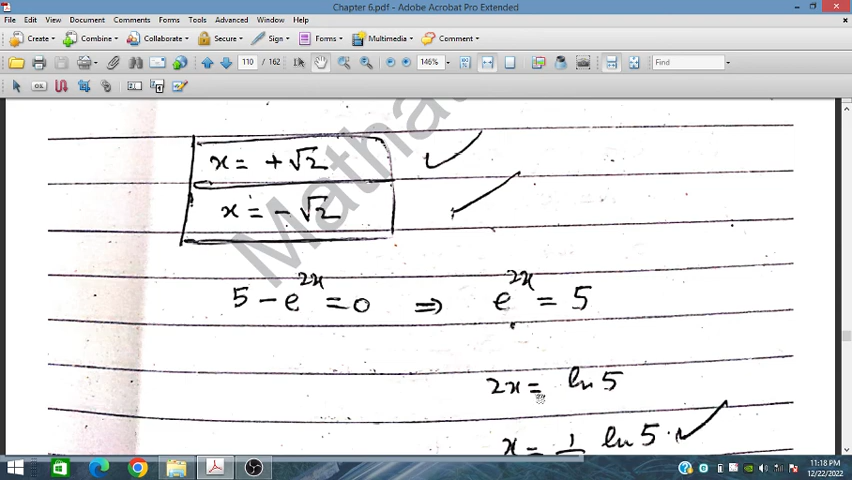 Chapter 6.pdf - Adobe Acrobat Pro Extended
File Edit View Document Comments Forms Tools Advanced Window Help
Create Combine Collaborate Secure Sign Forms Multimedia Comment
110 / 162 146% Find
Matha
x = +√2
x = -√2
5 - e^{2x} = 0 ⇒ e^{2x} = 5
2x = ln 5
x = 1 ln 5.
11:18 PM
12/22/2022